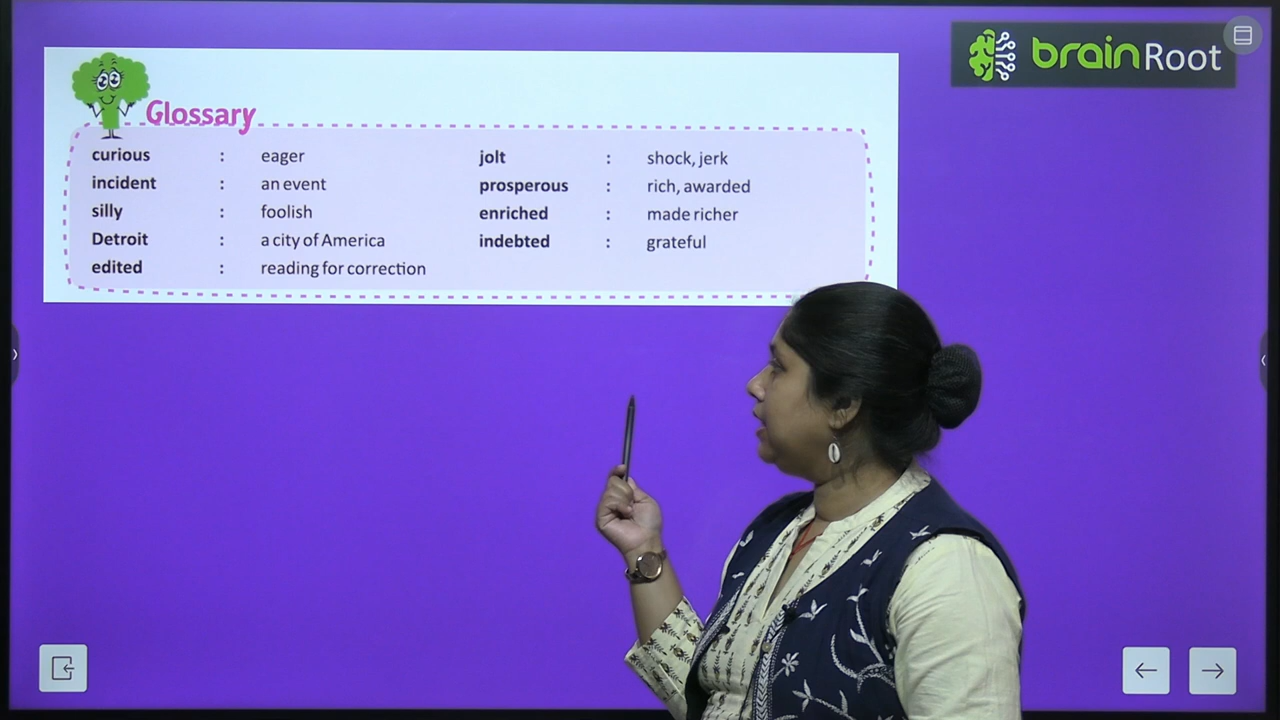 brainRoot
Glossary
curious : eager
incident : an event
silly : foolish
Detroit : a city of America
edited : reading for correction
jolt : shock, jerk
prosperous : rich, awarded
enriched : made richer
indebted : grateful